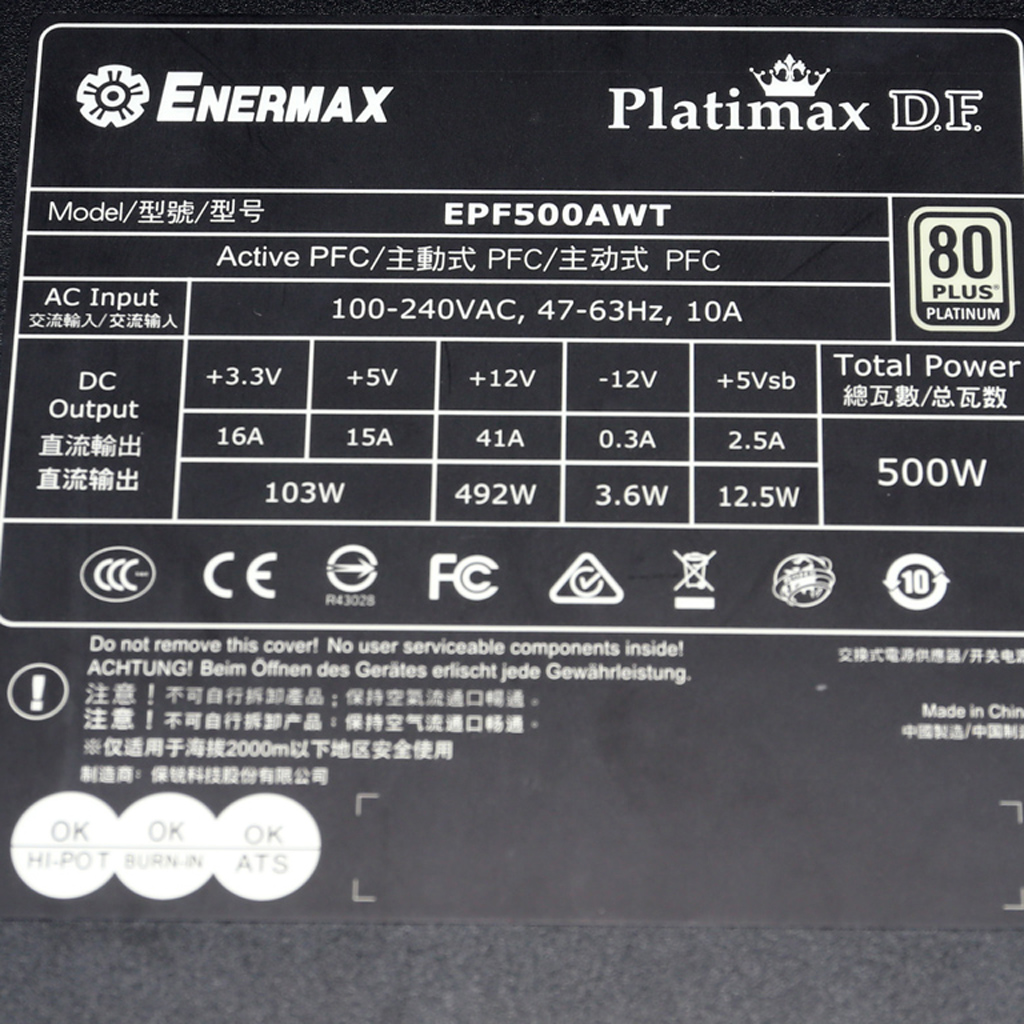 ENERMAX
Platimax D.F.
Model/型號/型号 EPF500AWT
Active PFC/主動式 PFC/主动式 PFC
80 PLUS® PLATINUM
AC Input 100-240VAC, 47-63Hz, 10A
交流輸入/交流输入
DC Output 直流輸出 直流输出
+3.3V +5V +12V -12V +5Vsb Total Power 總瓦數/总瓦数
16A 15A 41A 0.3A 2.5A 500W
103W 492W 3.6W 12.5W
CCC CE R43028 FC 10
Do not remove this cover! No user serviceable components inside!
ACHTUNG! Beim Öffnen des Gerätes erlischt jede Gewährleistung.
注意！不可自行拆卸產品；保持空氣流通口暢通。
注意！不可自行拆卸产品；保持空气流通口畅通。
※仅适用于海拔2000m以下地区安全使用
制造商：保锐科技股份有限公司
交換式電源供應器/开关电源
Made in China
中國製造/中国制造
OK HI-POT
OK BURN-IN
OK ATS